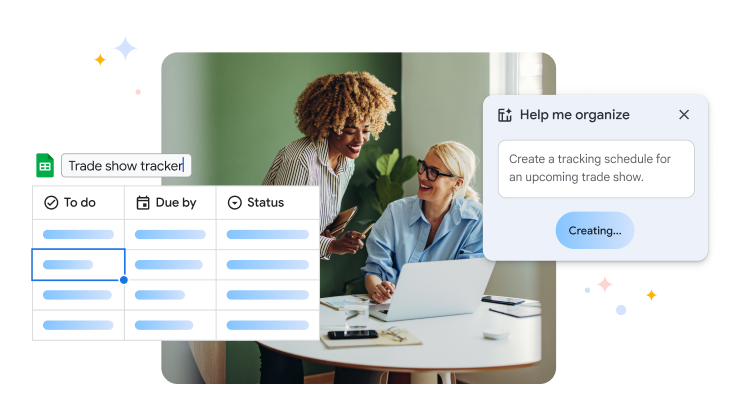 Trade show tracker
To do
Due by
Status
Help me organize
Create a tracking schedule for
an upcoming trade show.
Creating...